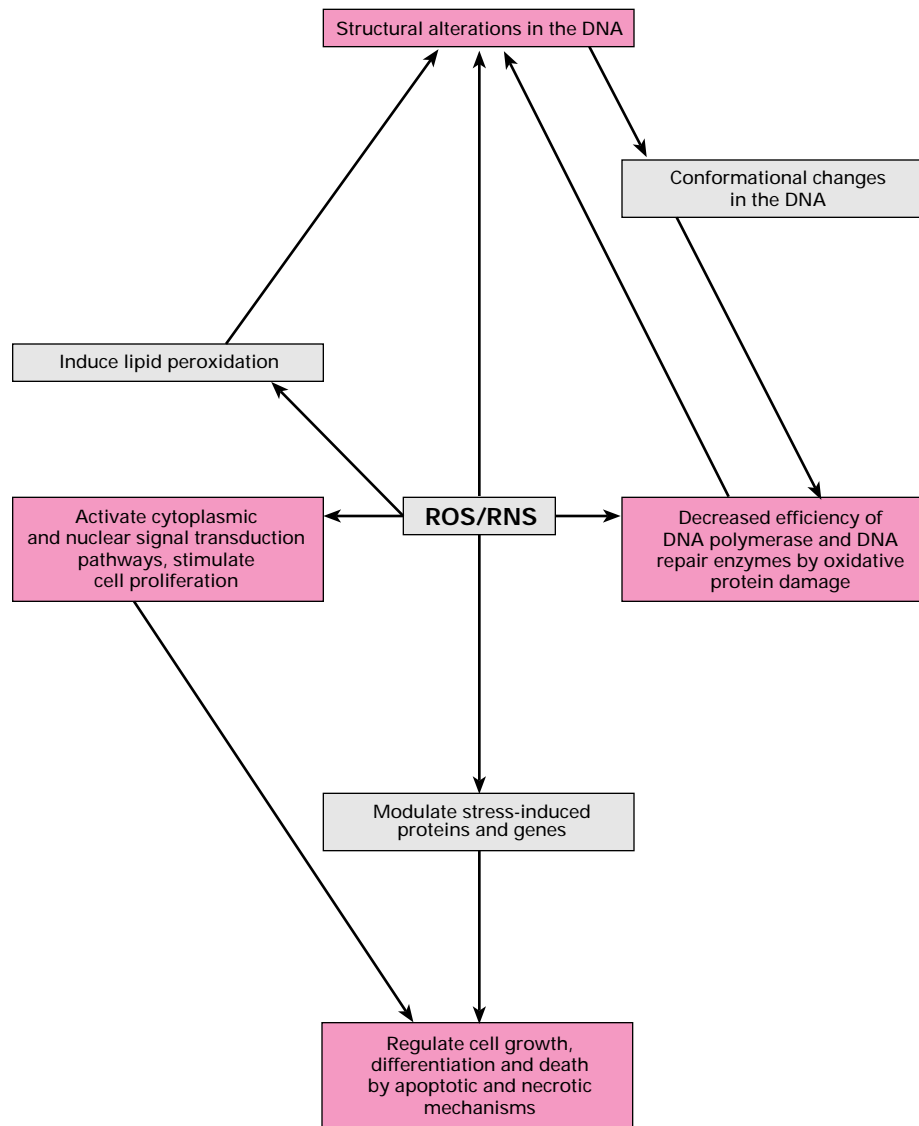 Structural alterations in the DNA
Conformational changes
in the DNA
Induce lipid peroxidation
Activate cytoplasmic
and nuclear signal transduction
pathways, stimulate
cell proliferation
ROS/RNS
Decreased efficiency of
DNA polymerase and DNA
repair enzymes by oxidative
protein damage
Modulate stress-induced
proteins and genes
Regulate cell growth,
differentiation and death
by apoptotic and necrotic
mechanisms